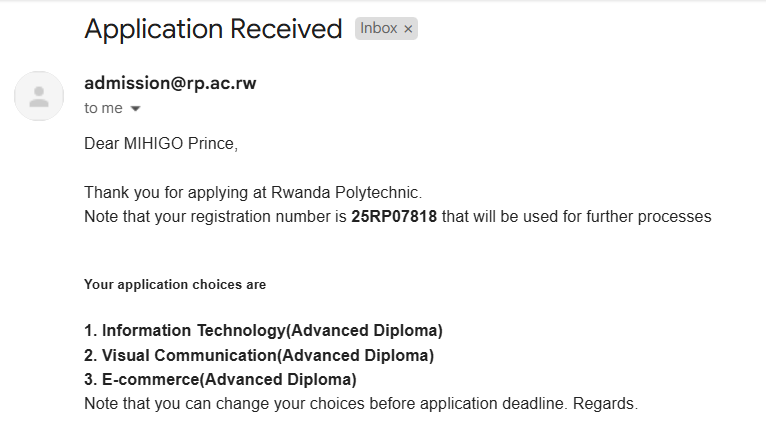 Application Received Inbox ×
admission@rp.ac.rw
to me
Dear MIHIGO Prince,
Thank you for applying at Rwanda Polytechnic.
Note that your registration number is 25RP07818 that will be used for further processes
Your application choices are
1. Information Technology(Advanced Diploma)
2. Visual Communication(Advanced Diploma)
3. E-commerce(Advanced Diploma)
Note that you can change your choices before application deadline. Regards.